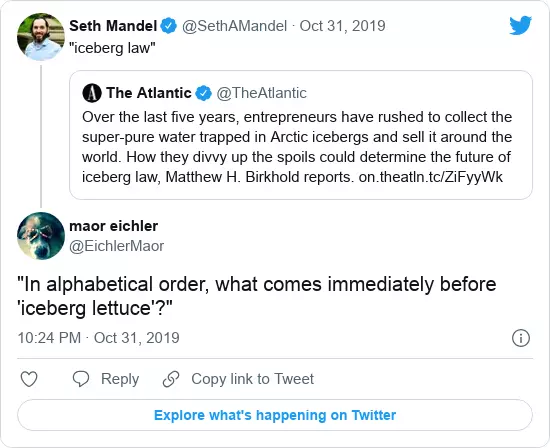 Seth Mandel @SethAMandel · Oct 31, 2019
"iceberg law"
The Atlantic @TheAtlantic
Over the last five years, entrepreneurs have rushed to collect the
super-pure water trapped in Arctic icebergs and sell it around the
world. How they divvy up the spoils could determine the future of
iceberg law, Matthew H. Birkhold reports. on.theatln.tc/ZiFyyWk
maor eichler
@EichlerMaor
"In alphabetical order, what comes immediately before
'iceberg lettuce'?"
10:24 PM · Oct 31, 2019
Reply Copy link to Tweet
Explore what's happening on Twitter